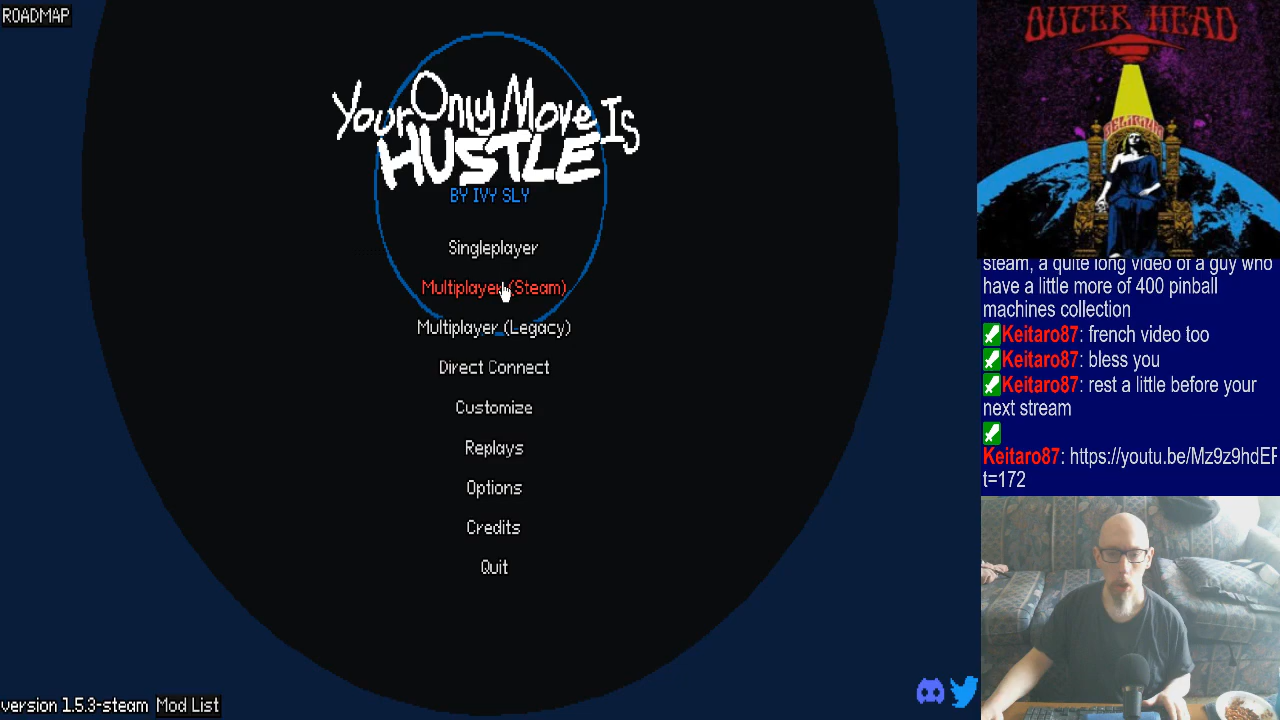 ROADMAP
Your Only Move Is
HUSTLE
BY IVY SLY
Singleplayer
Multiplayer (Steam)
Multiplayer (Legacy)
Direct Connect
Customize
Replays
Options
Credits
Quit
version 1.5.3-steam Mod List
OUTER HEAD
DELIRIUM
steam, a quite long video of a guy who
have a little more of 400 pinball
machines collection
Keitaro87: french video too
Keitaro87: bless you
Keitaro87: rest a little before your
next stream
Keitaro87: https://youtu.be/Mz9z9hdEF
t=172